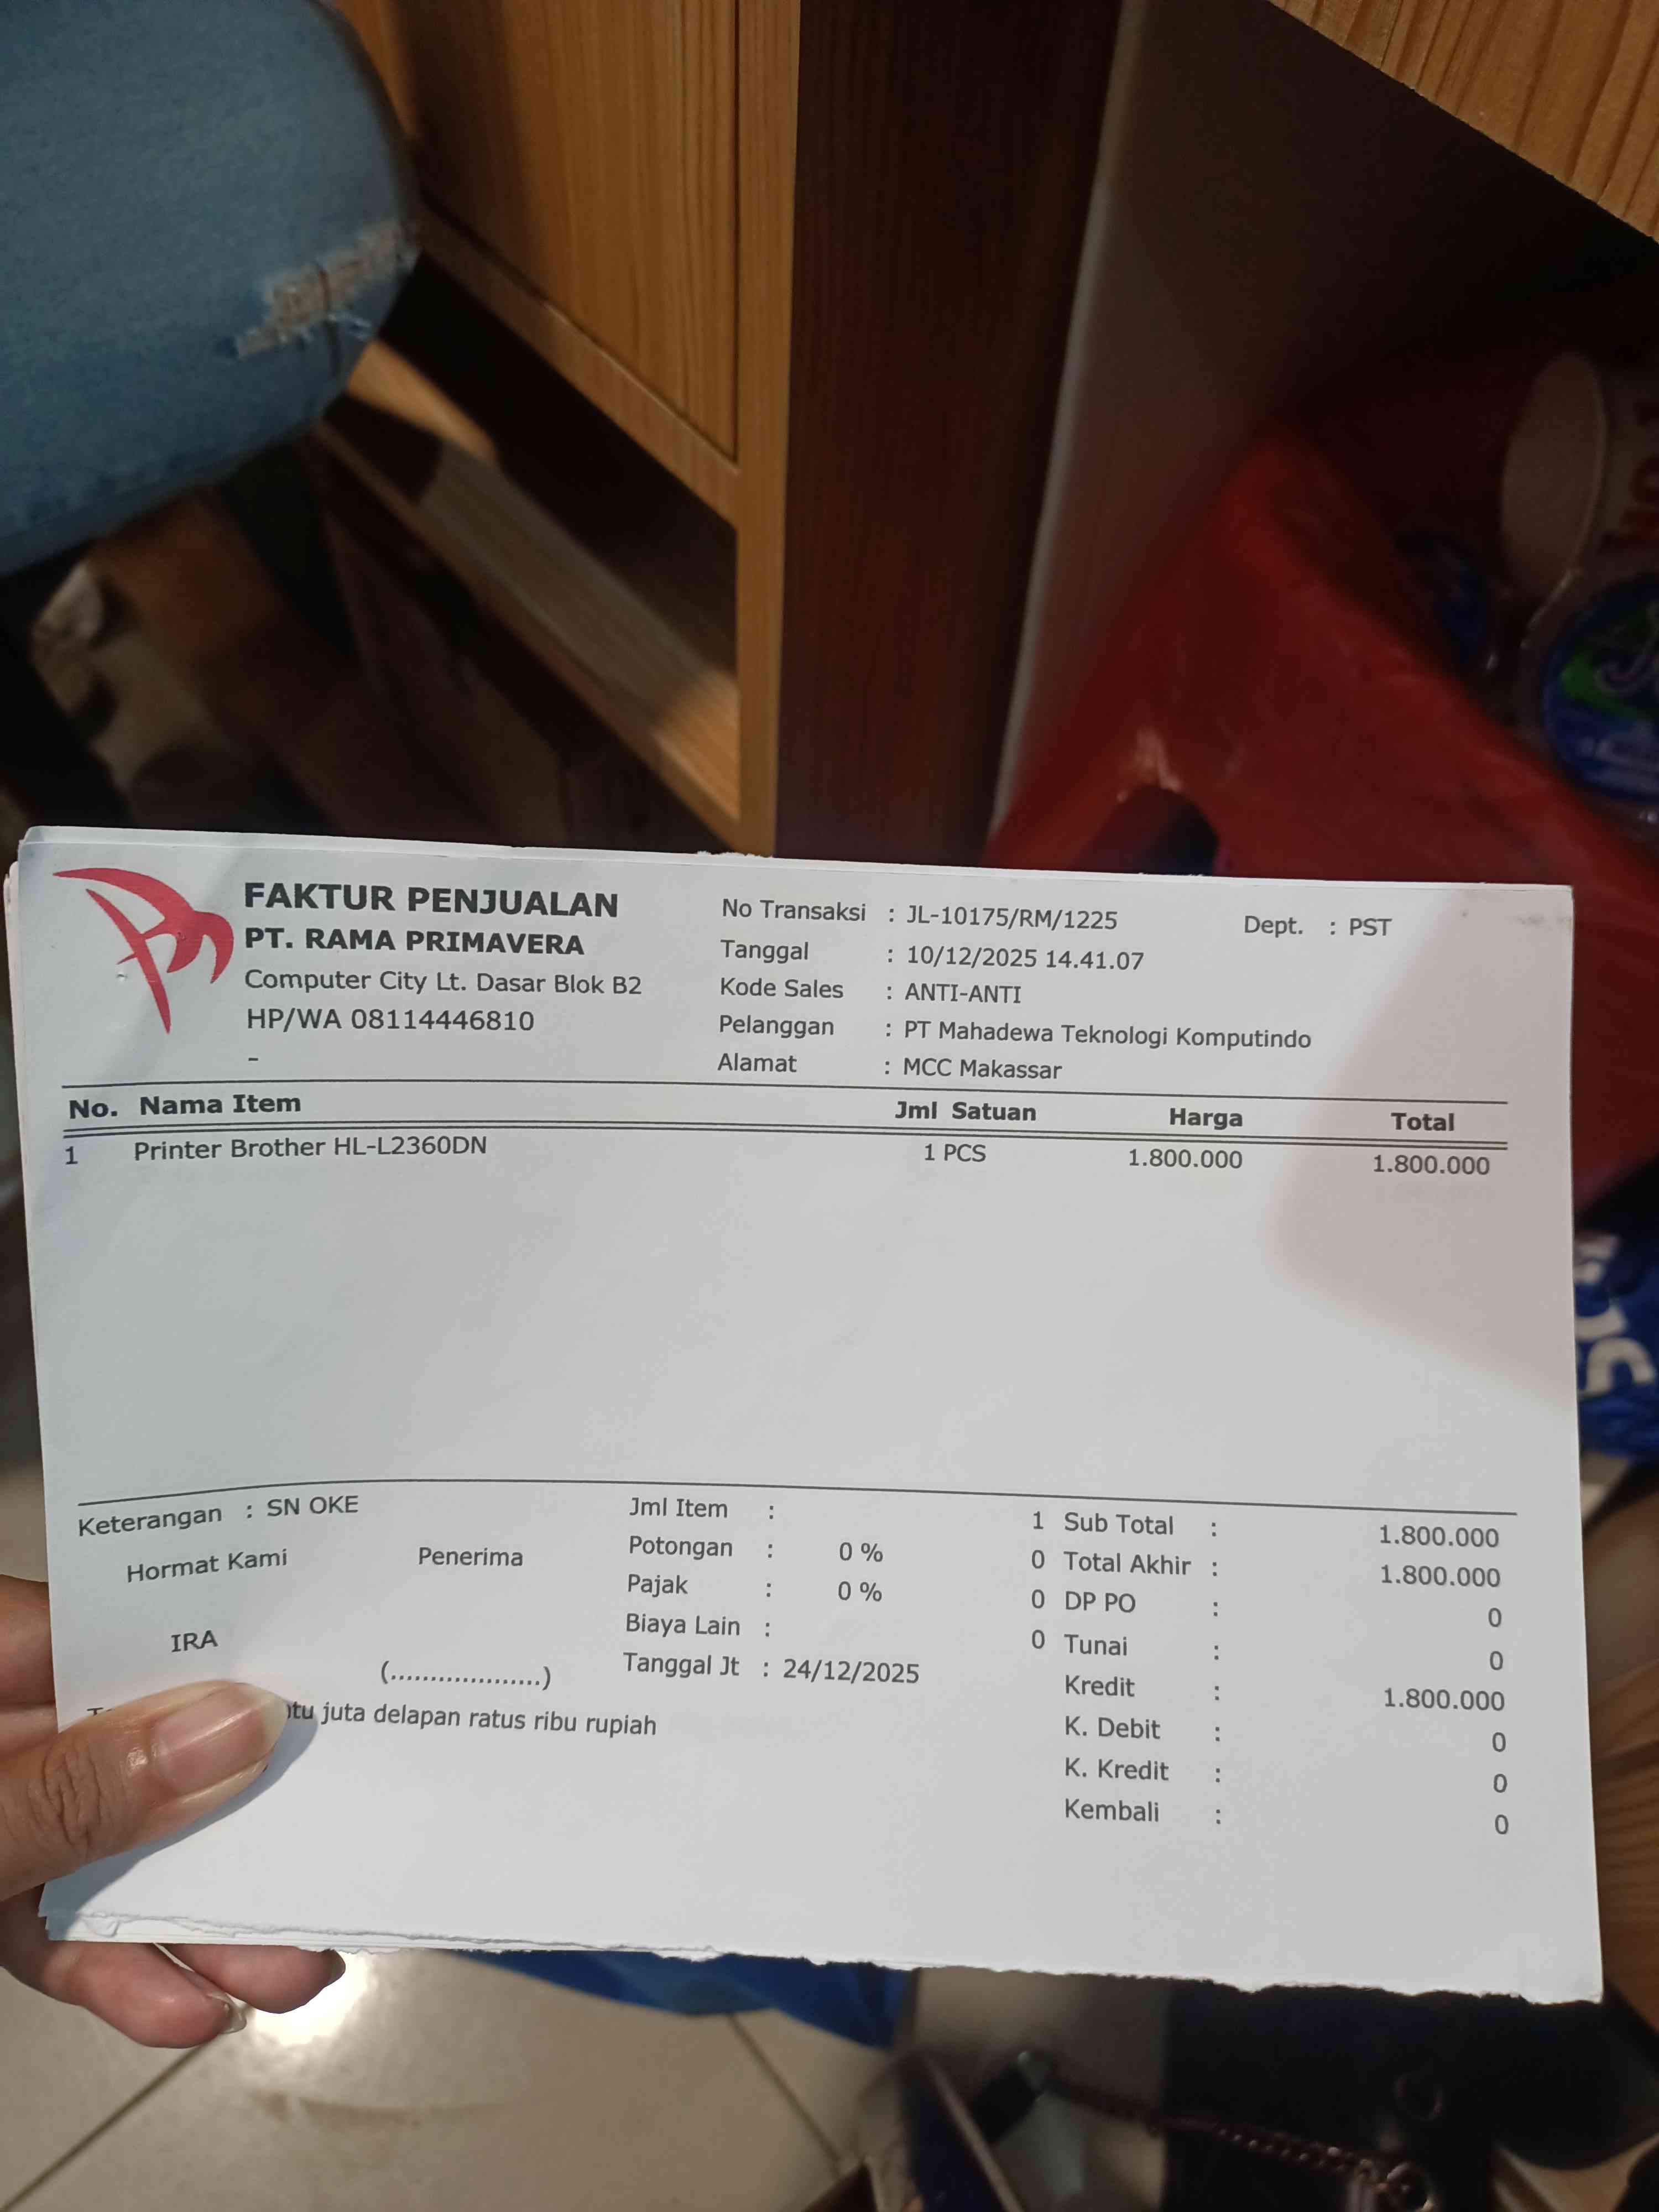 FAKTUR PENJUALAN
PT. RAMA PRIMAVERA
Computer City Lt. Dasar Blok B2
HP/WA 08114446810
-
No Transaksi : JL-10175/RM/1225 Dept. : PST
Tanggal : 10/12/2025 14.41.07
Kode Sales : ANTI-ANTI
Pelanggan : PT Mahadewa Teknologi Komputindo
Alamat : MCC Makassar
No. Nama Item Jml Satuan Harga Total
1 Printer Brother HL-L2360DN 1 PCS 1.800.000 1.800.000
Keterangan : SN OKE
Hormat Kami Penerima
IRA
(...................)
juta delapan ratus ribu rupiah
Jml Item : 1
Potongan : 0 % 0
Pajak : 0 % 0
Biaya Lain : 0
Tanggal Jt : 24/12/2025
Sub Total : 1.800.000
Total Akhir : 1.800.000
DP PO : 0
Tunai : 0
Kredit : 1.800.000
K. Debit : 0
K. Kredit : 0
Kembali : 0